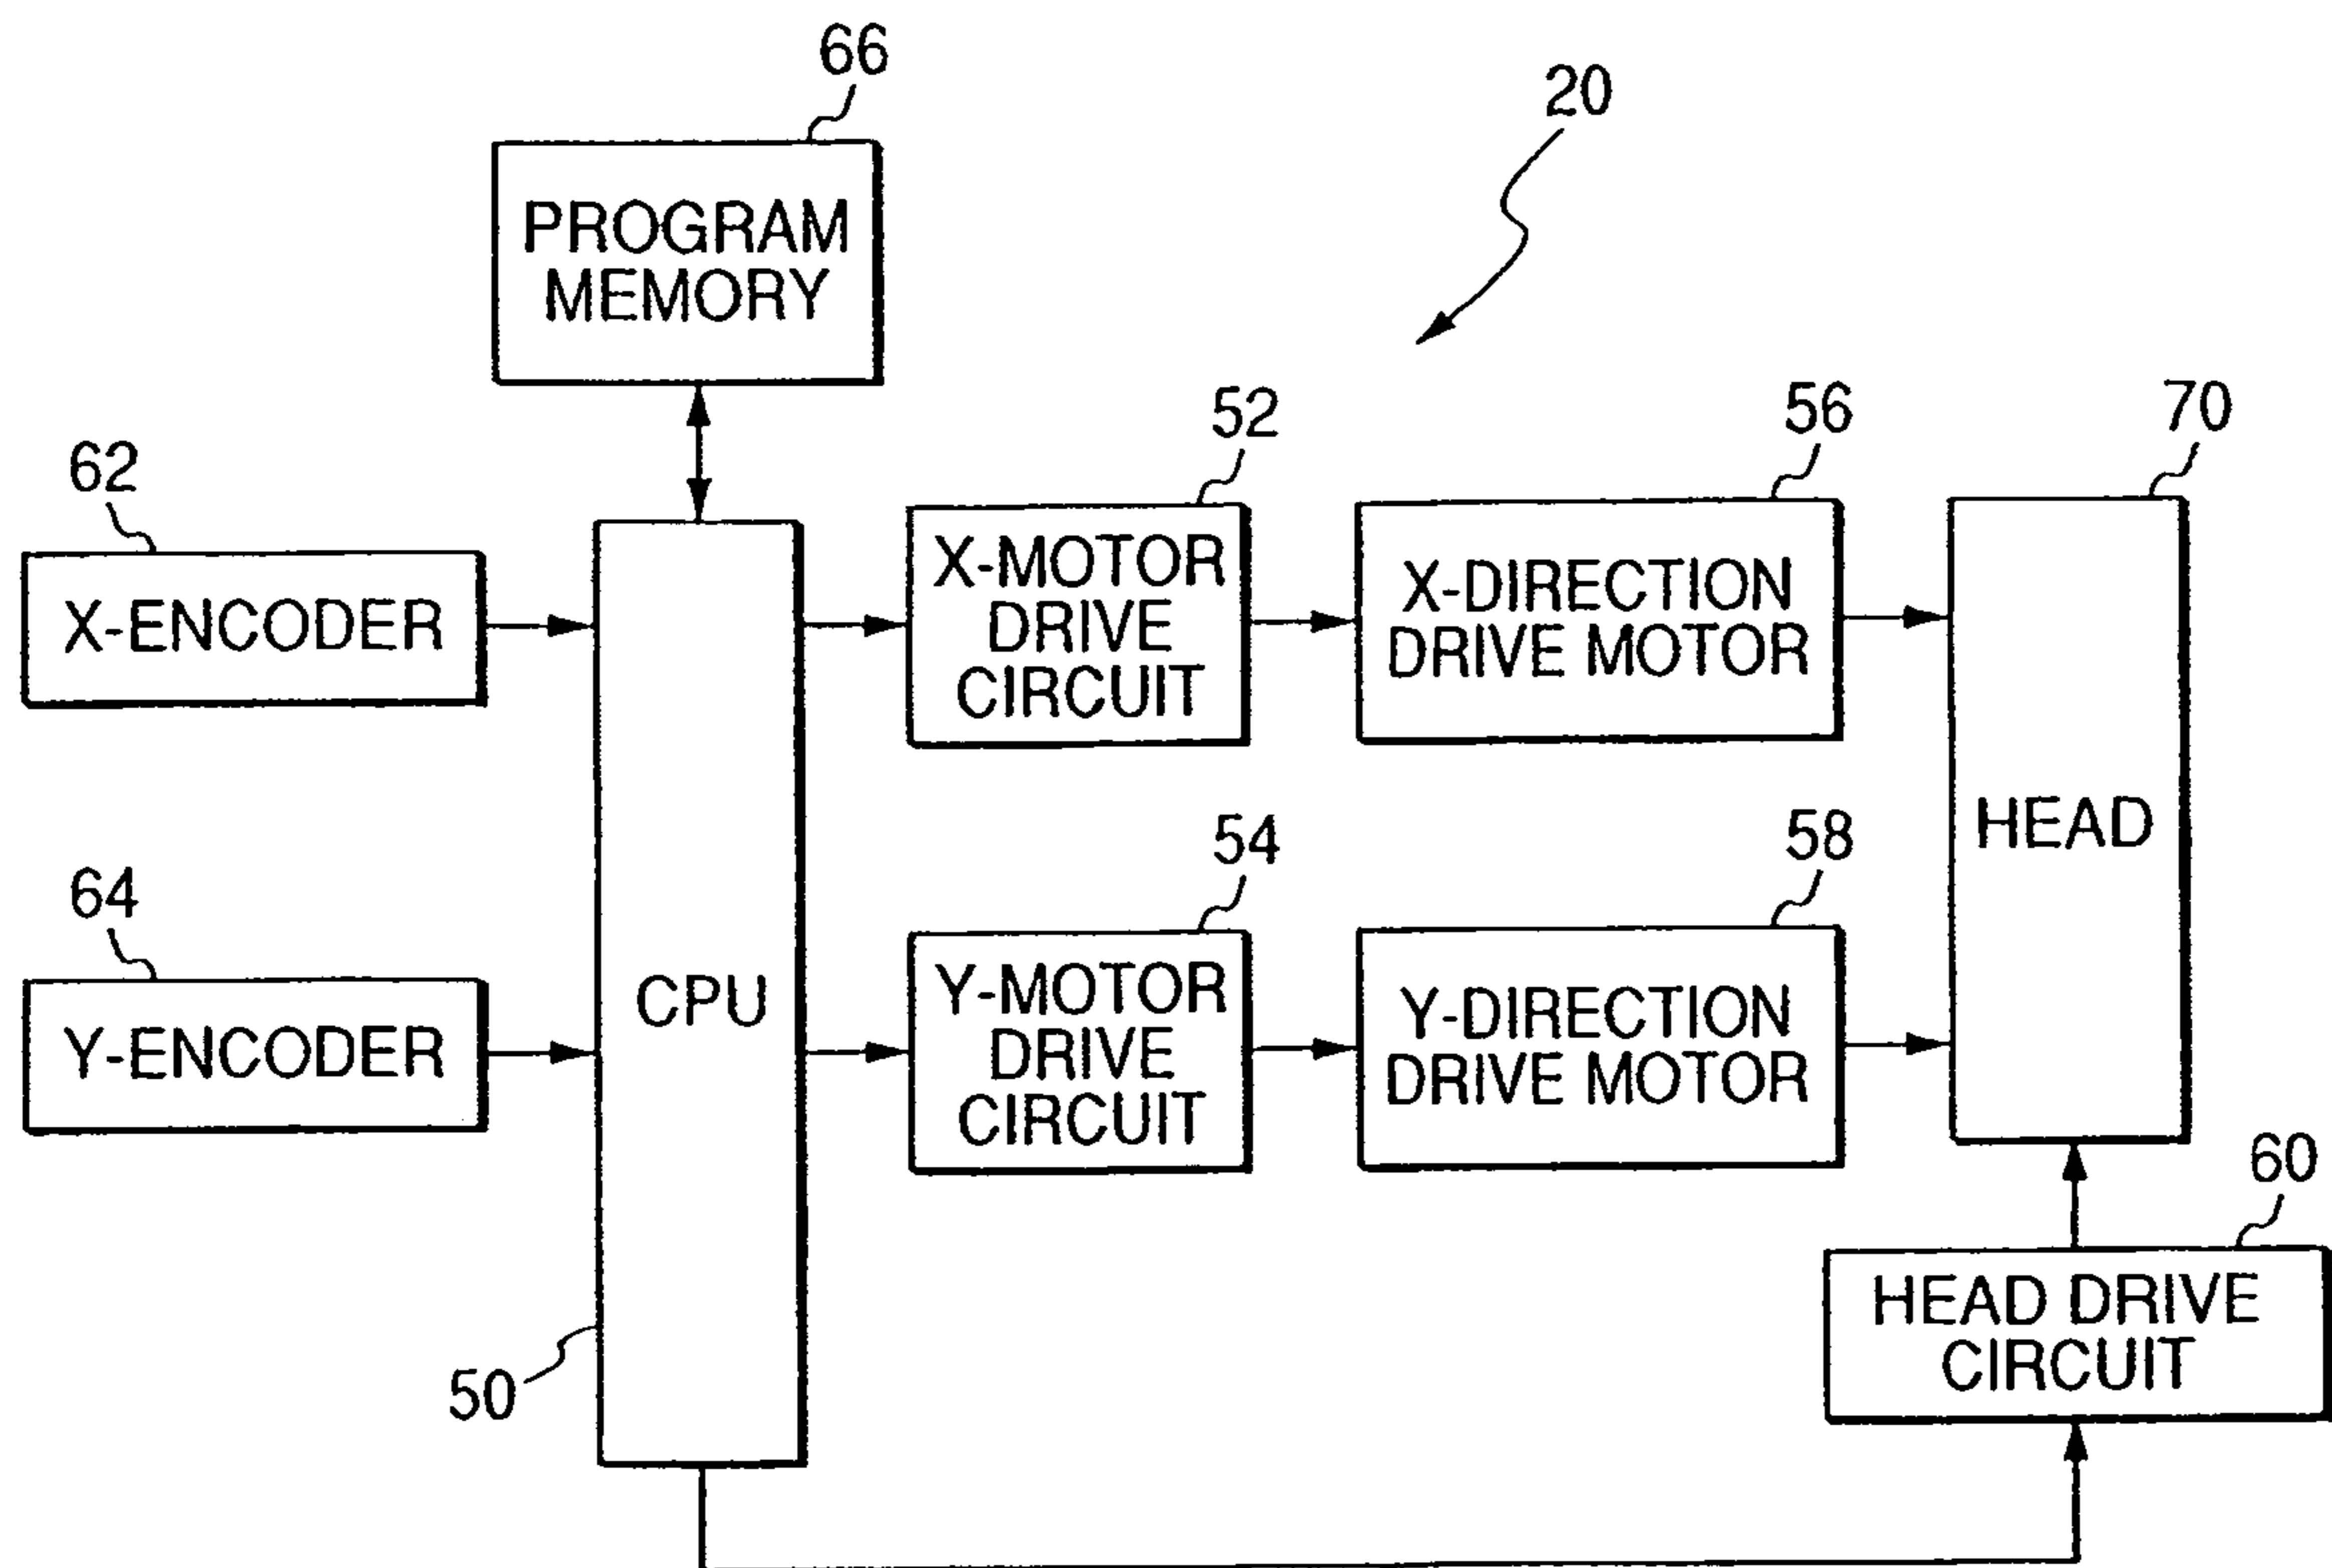 66
20
PROGRAM
MEMORY
62
52
56
70
X-ENCODER
X-MOTOR
DRIVE
CIRCUIT
X-DIRECTION
DRIVE MOTOR
HEAD
64
54
58
Y-ENCODER
CPU
Y-MOTOR
DRIVE
CIRCUIT
Y-DIRECTION
DRIVE MOTOR
60
HEAD DRIVE
CIRCUIT
50